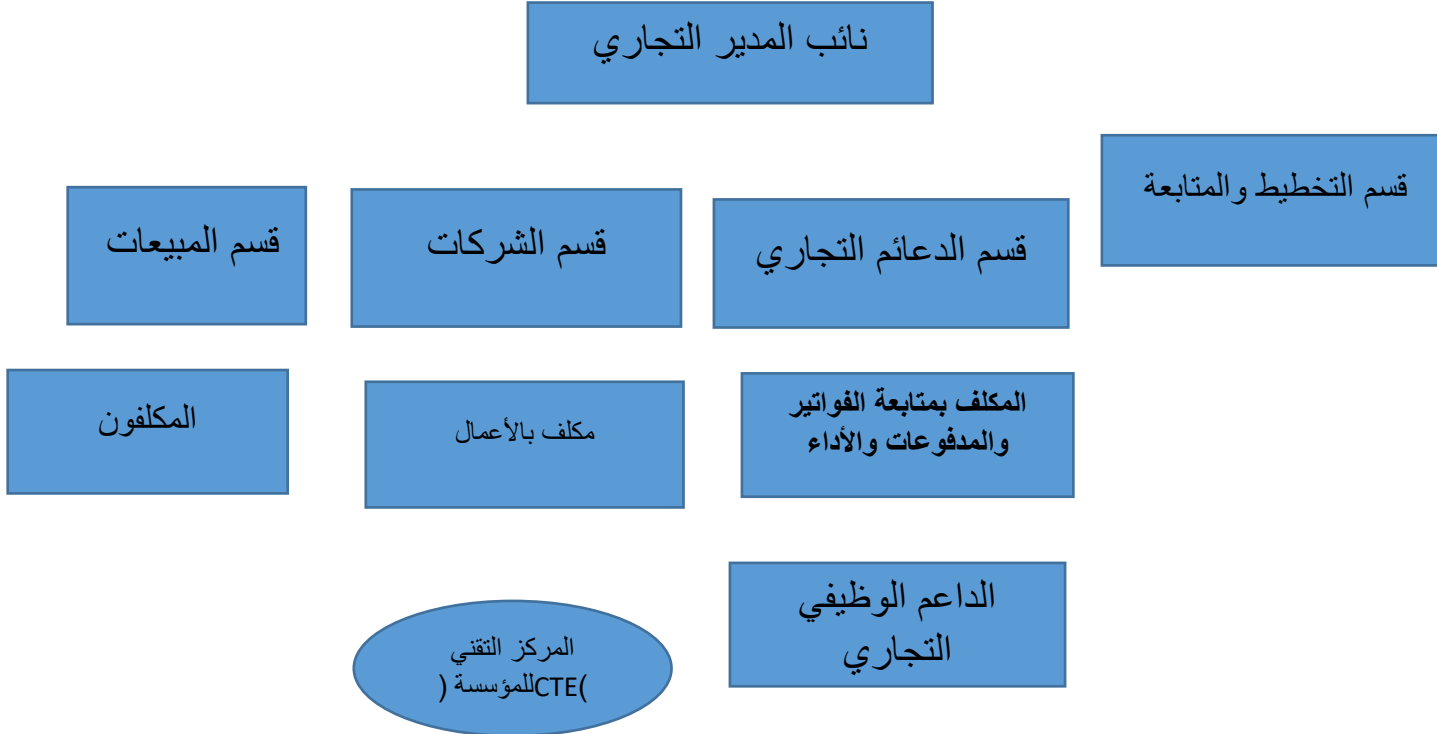 نائب المدير التجاري
قسم التخطيط والمتابعة
قسم الدعائم التجاري
قسم الشركات
قسم المبيعات
المكلف بمتابعة الفواتير
والمدفوعات والأداء
مكلف بالأعمال
المكلفون
الداعم الوظيفي
التجاري
المركز التقني
)CTEللمؤسسة (